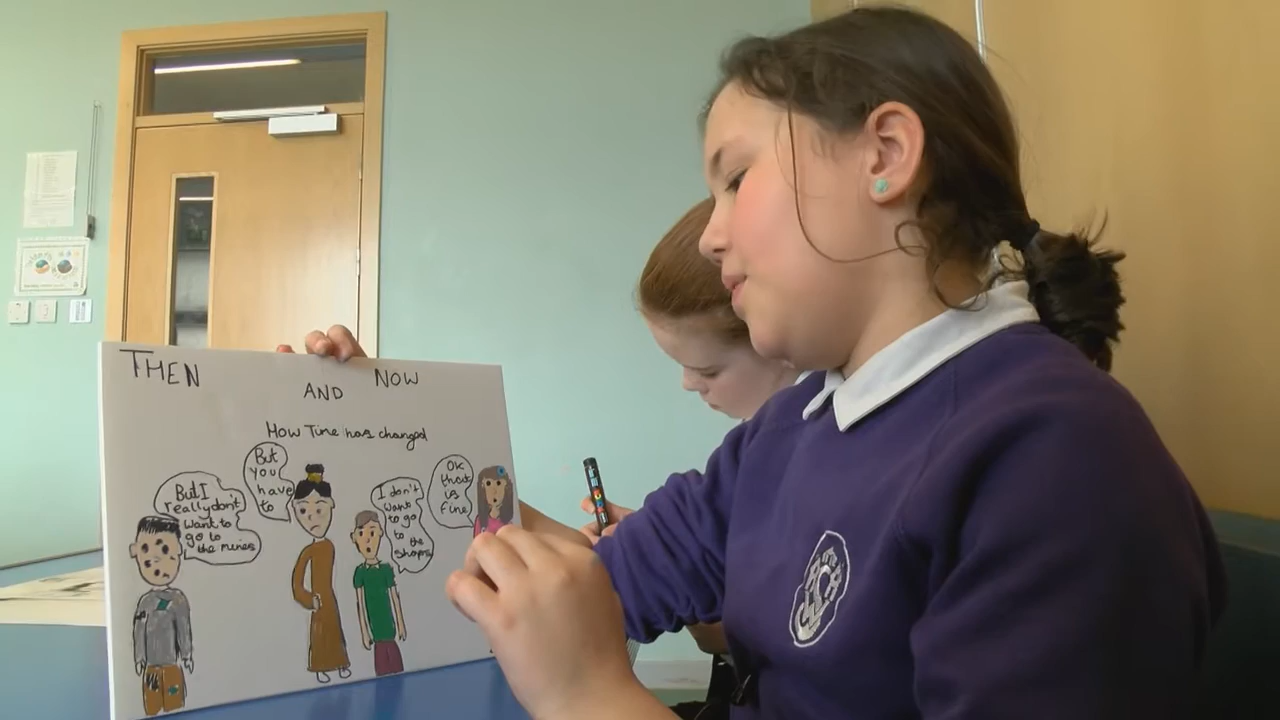 THEN
AND
NOW
How Time has changed
But I
really don't
want to
go to
the mines
But
you
have
to
I don't
want
to go
to the
shops
Ok
that
is
fine